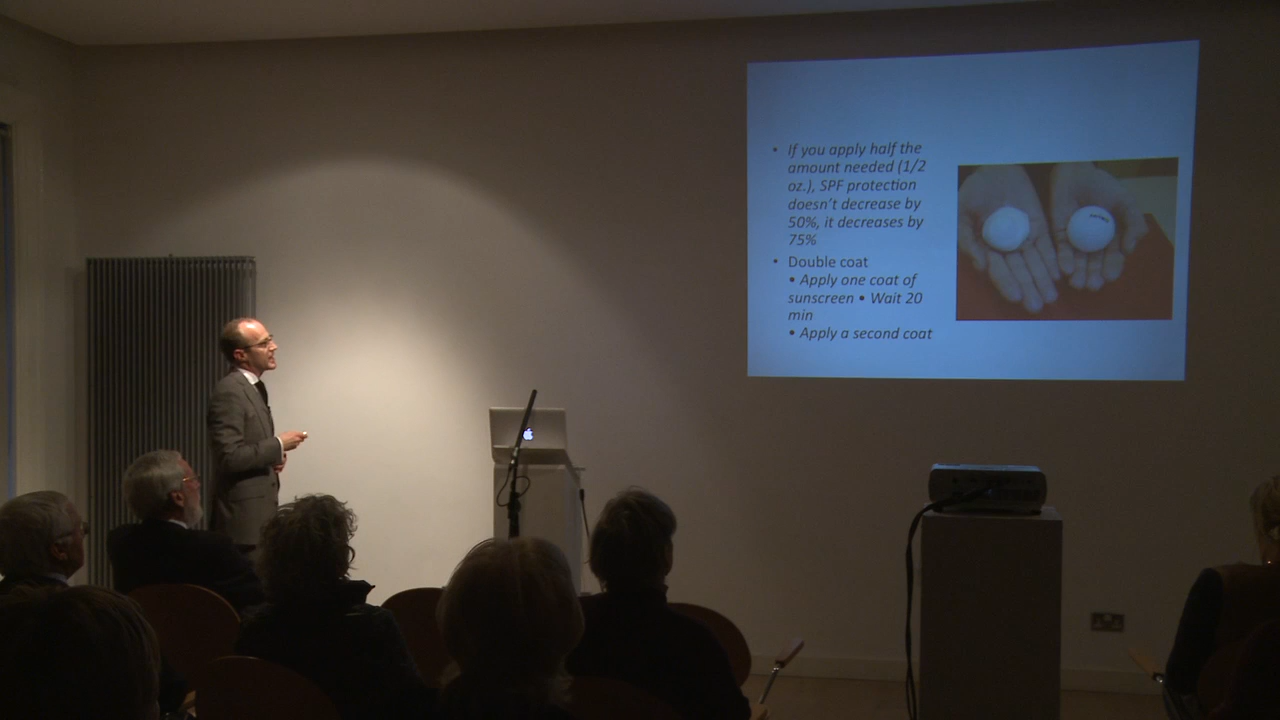 • If you apply half the
amount needed (1/2
oz.), SPF protection
doesn't decrease by
50%, it decreases by
75%
• Double coat
• Apply one coat of
sunscreen • Wait 20
min
• Apply a second coat